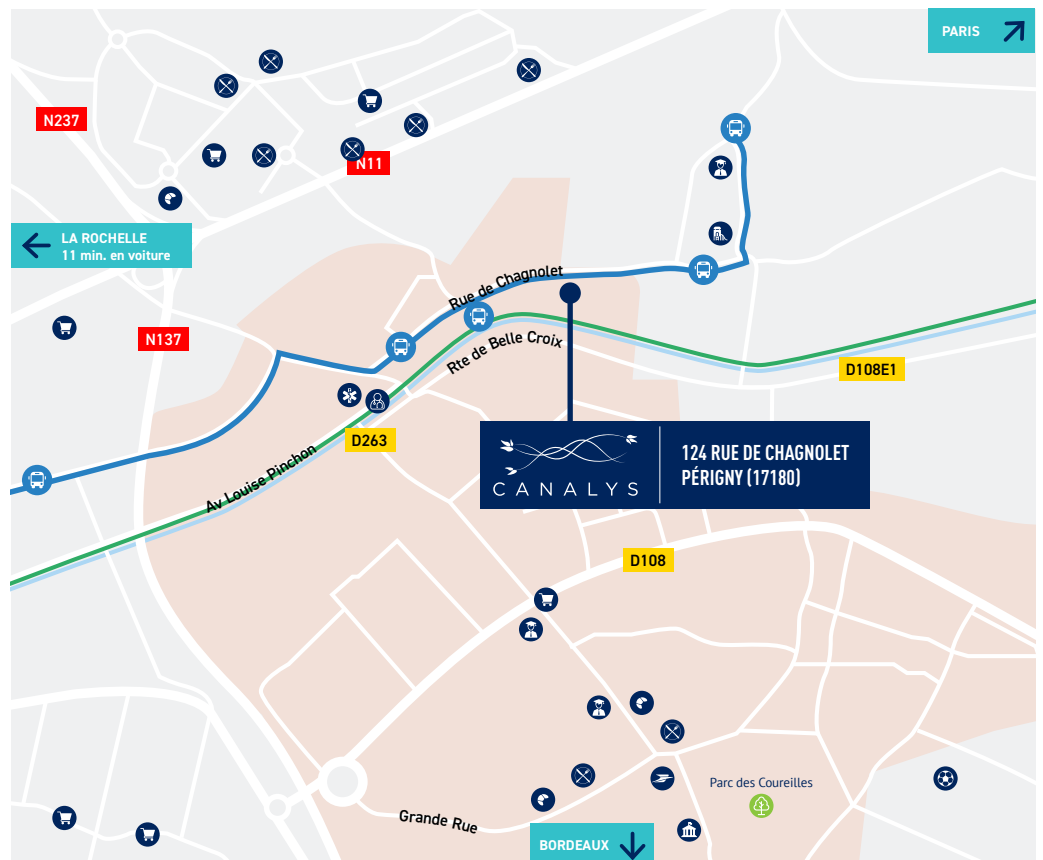 PARIS
N237
N11
LA ROCHELLE
11 min. en voiture
Rue de Chagnolet
N137
Rte de Belle Croix
D108E1
D263
Av Louise Pinchon
CANALYS
124 RUE DE CHAGNOLET
PÉRIGNY (17180)
D108
Parc des Coureilles
Grande Rue
BORDEAUX